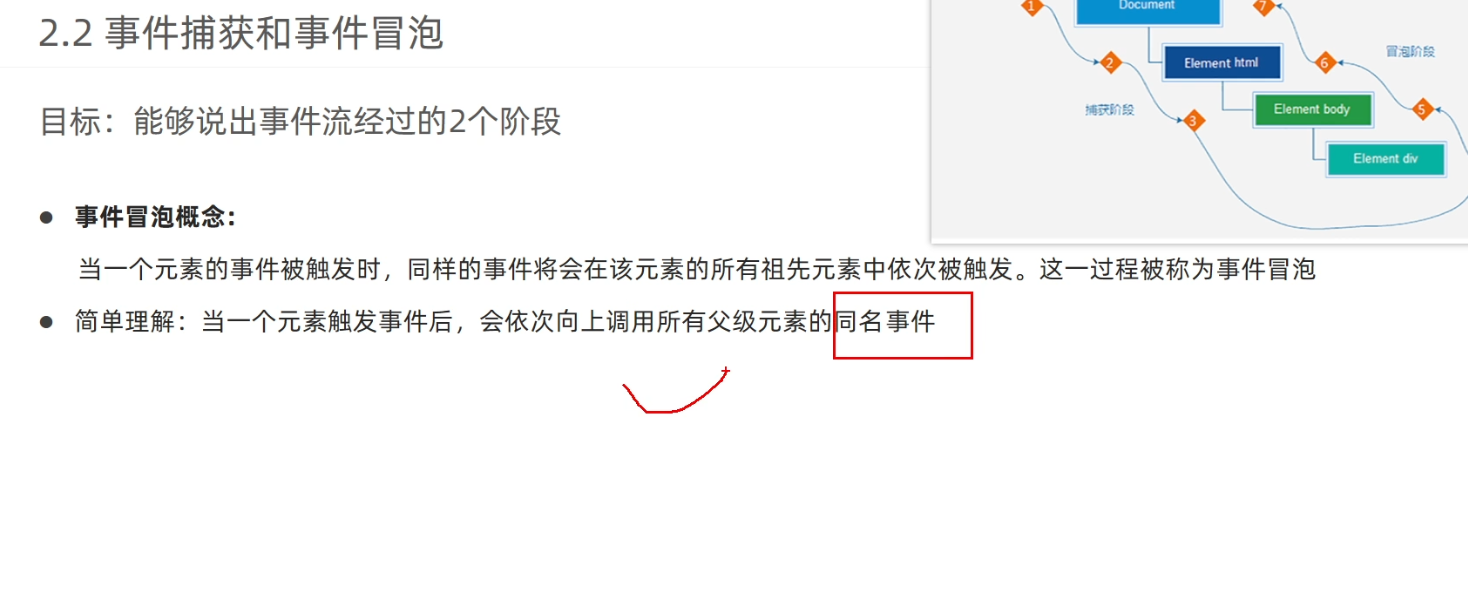 2.2 事件捕获和事件冒泡
目标：能够说出事件流经过的2个阶段
事件冒泡概念：
当一个元素的事件被触发时，同样的事件将会在该元素的所有祖先元素中依次被触发。这一过程被称为事件冒泡
简单理解：当一个元素触发事件后，会依次向上调用所有父级元素的同名事件
1
Document
7
2
Element html
6
冒泡阶段
捕获阶段
3
Element body
5
Element div